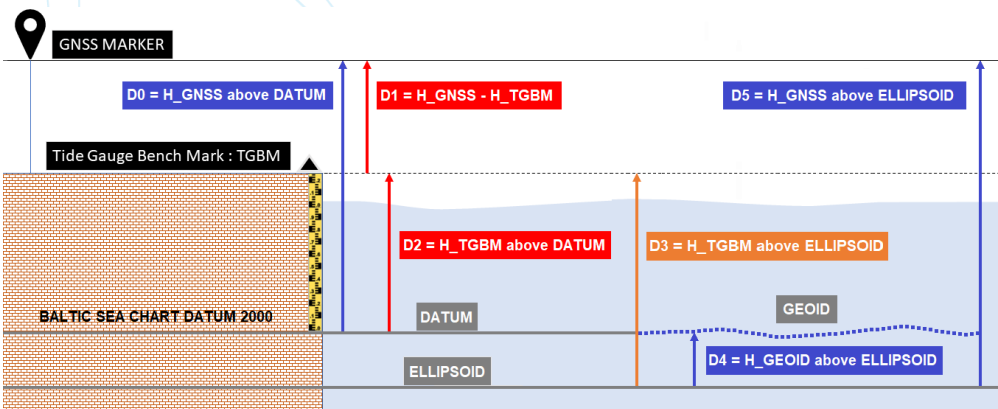 GNSS MARKER
D0 = H_GNSS above DATUM
D1 = H_GNSS - H_TGBM
D5 = H_GNSS above ELLIPSOID
Tide Gauge Bench Mark : TGBM
D2 = H_TGBM above DATUM
D3 = H_TGBM above ELLIPSOID
BALTIC SEA CHART DATUM 2000
DATUM
GEOID
ELLIPSOID
D4 = H_GEOID above ELLIPSOID